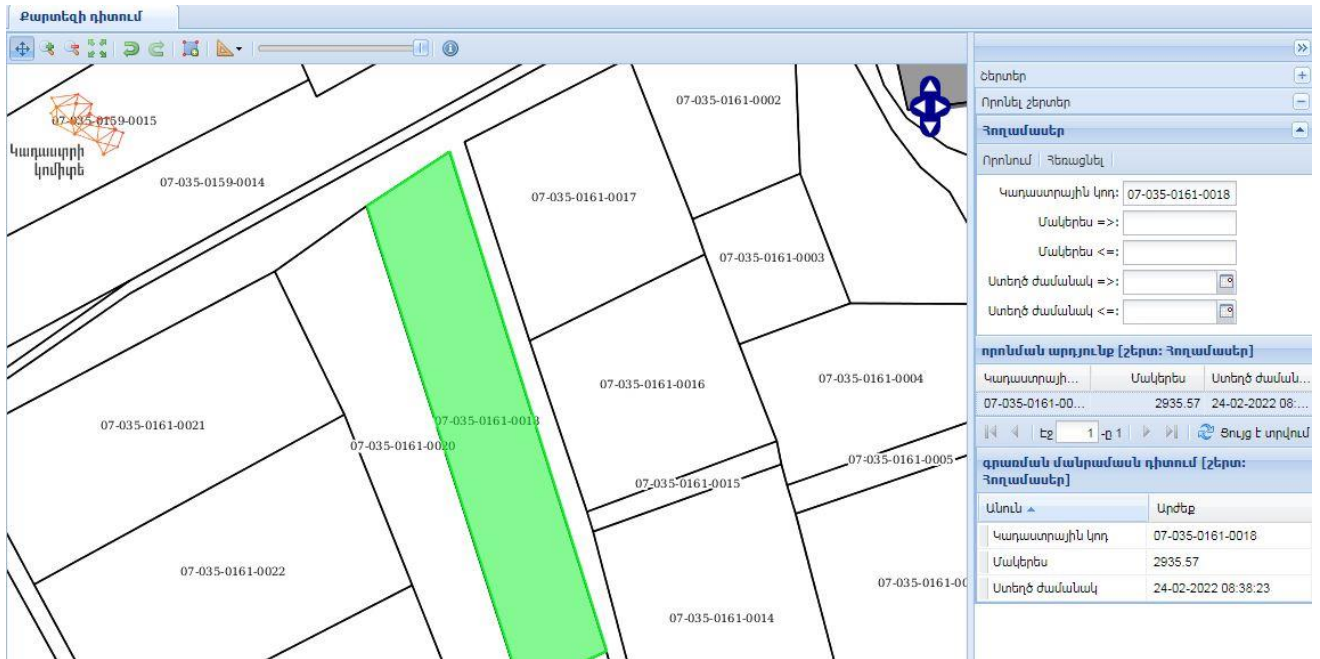 Քարտեզի դիտում
Շերտեր
Որոնել շերտեր
Հողամասեր
Որոնում
Հեռացնել
Կադաստրային կոդ: 07-035-0161-0018
Մակերես =>:
Մակերես <=:
Ստեղծ ժամանակ =>:
Ստեղծ ժամանակ <=:
որոնման արդյունք [շերտ: Հողամասեր]
Կադաստրայի... Մակերես Ստեղծ ժաման...
07-035-0161-00... 2935.57 24-02-2022 08:...
Էջ 1 -ը 1 Ցույց է տրվում
գրառման մանրամասն դիտում [շերտ:
Հողամասեր]
Անուն Արժեք
Կադաստրային կոդ 07-035-0161-0018
Մակերես 2935.57
Ստեղծ ժամանակ 24-02-2022 08:38:23
Կադաստրի
կոմիտե
07-035-0159-0015
07-035-0159-0014
07-035-0161-0002
07-035-0161-0017
07-035-0161-0003
07-035-0161-0016
07-035-0161-0004
07-035-0161-0021
07-035-0161-0018
07-035-0161-0020
07-035-0161-0005
07-035-0161-0015
07-035-0161-0022
07-035-0161-00
07-035-0161-0014